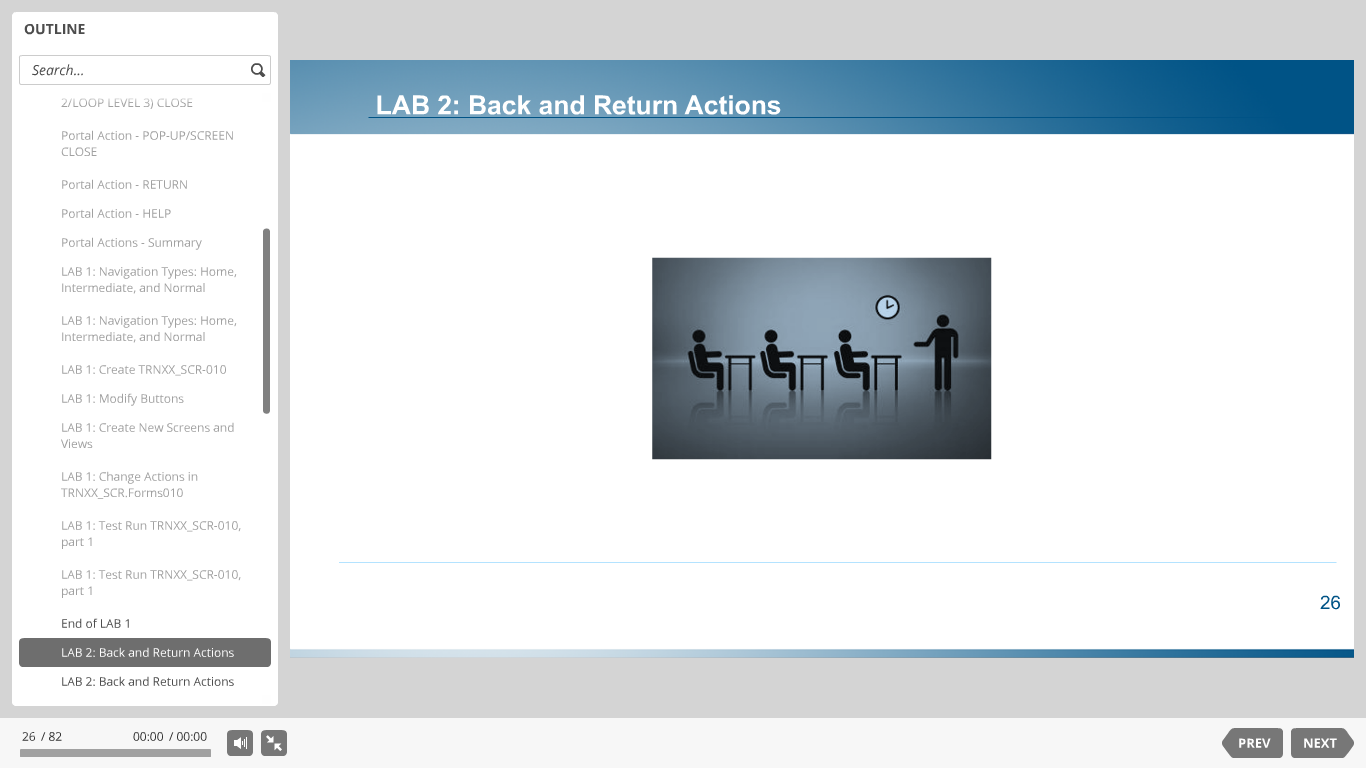 OUTLINE
Search...
2/LOOP LEVEL 3) CLOSE
Portal Action - POP-UP/SCREEN
CLOSE
Portal Action - RETURN
Portal Action - HELP
Portal Actions - Summary
LAB 1: Navigation Types: Home,
Intermediate, and Normal
LAB 1: Navigation Types: Home,
Intermediate, and Normal
LAB 1: Create TRNXX_SCR-010
LAB 1: Modify Buttons
LAB 1: Create New Screens and
Views
LAB 1: Change Actions in
TRNXX_SCR.Forms010
LAB 1: Test Run TRNXX_SCR-010,
part 1
LAB 1: Test Run TRNXX_SCR-010,
part 1
End of LAB 1
LAB 2: Back and Return Actions
LAB 2: Back and Return Actions
LAB 2: Back and Return Actions
26
26 / 82
00:00 / 00:00
PREV
NEXT